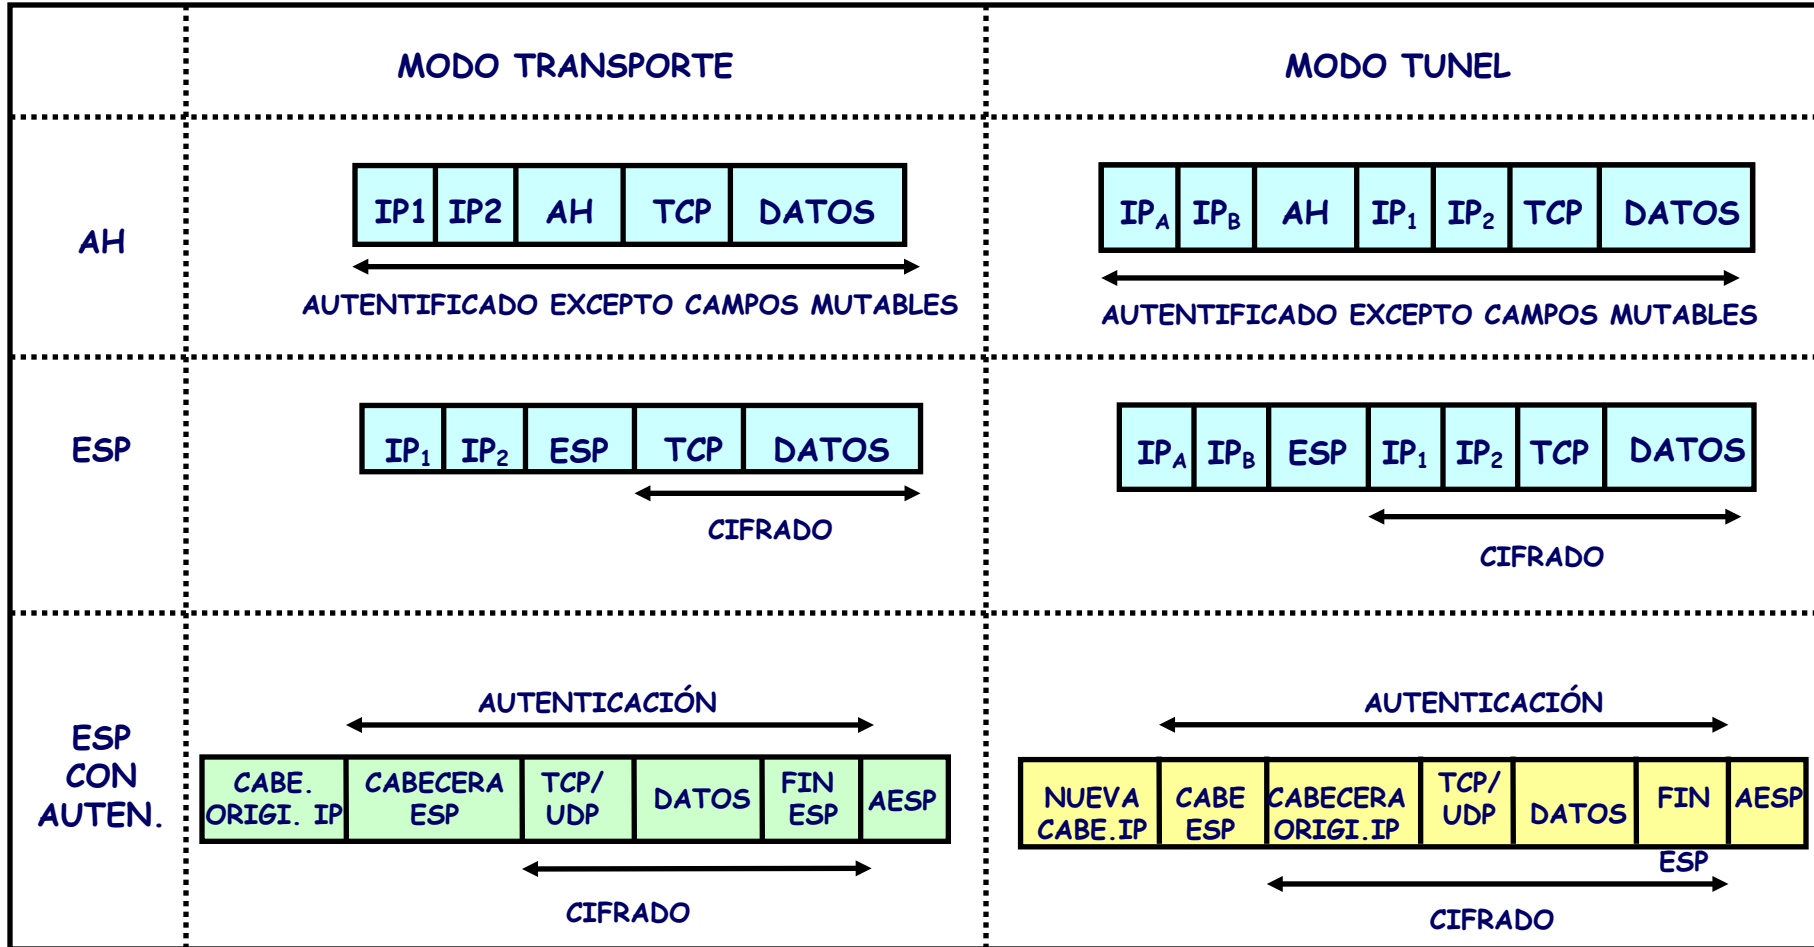 MODO TRANSPORTE
MODO TUNEL
AH
IP1 IP2 AH TCP DATOS
AUTENTIFICADO EXCEPTO CAMPOS MUTABLES
IPA IPB AH IP1 IP2 TCP DATOS
AUTENTIFICADO EXCEPTO CAMPOS MUTABLES
ESP
IP1 IP2 ESP TCP DATOS
CIFRADO
IPA IPB ESP IP1 IP2 TCP DATOS
CIFRADO
ESP
CON
AUTEN.
AUTENTICACIÓN
CABE.
ORIGI. IP
CABECERA
ESP
TCP/
UDP
DATOS
FIN
ESP
AESP
CIFRADO
AUTENTICACIÓN
NUEVA
CABE.IP
CABE
ESP
CABECERA
ORIGI.IP
TCP/
UDP
DATOS
FIN
ESP
AESP
CIFRADO